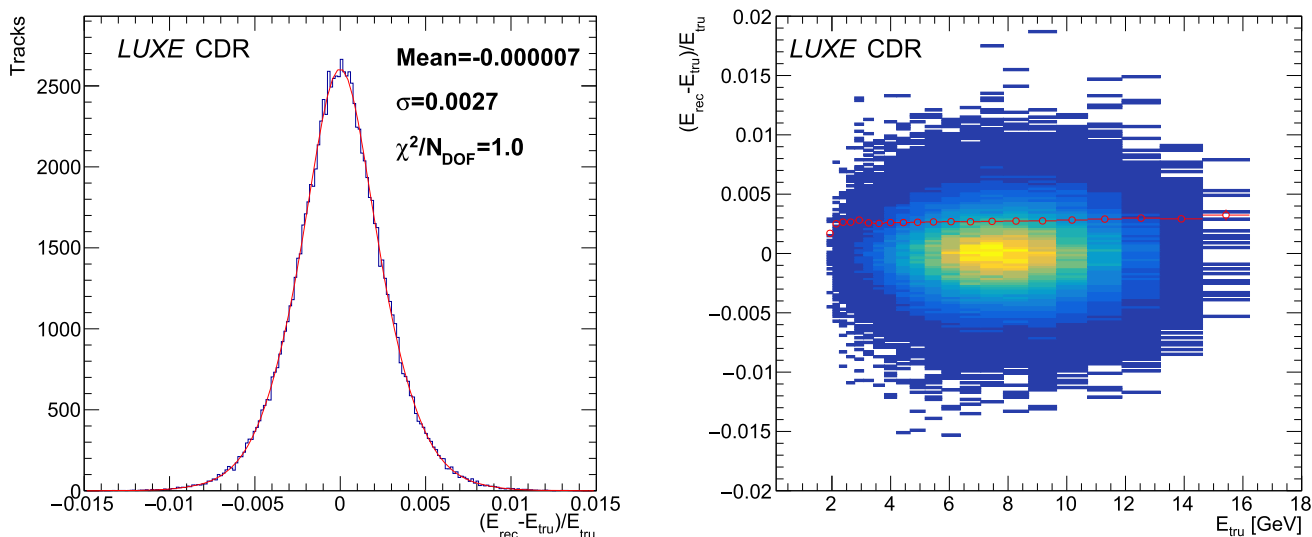 Tracks
LUXE CDR
Mean=-0.000007
σ=0.0027
χ²/N_DOF=1.0
2500
2000
1500
1000
500
0
−0.015 −0.01 −0.005 0 0.005 0.01 0.015
(E_rec-E_tru)/E_tru
(E_rec-E_tru)/E_tru
LUXE CDR
0.02
0.015
0.01
0.005
0
−0.005
−0.01
−0.015
−0.02
2 4 6 8 10 12 14 16 18
E_tru [GeV]